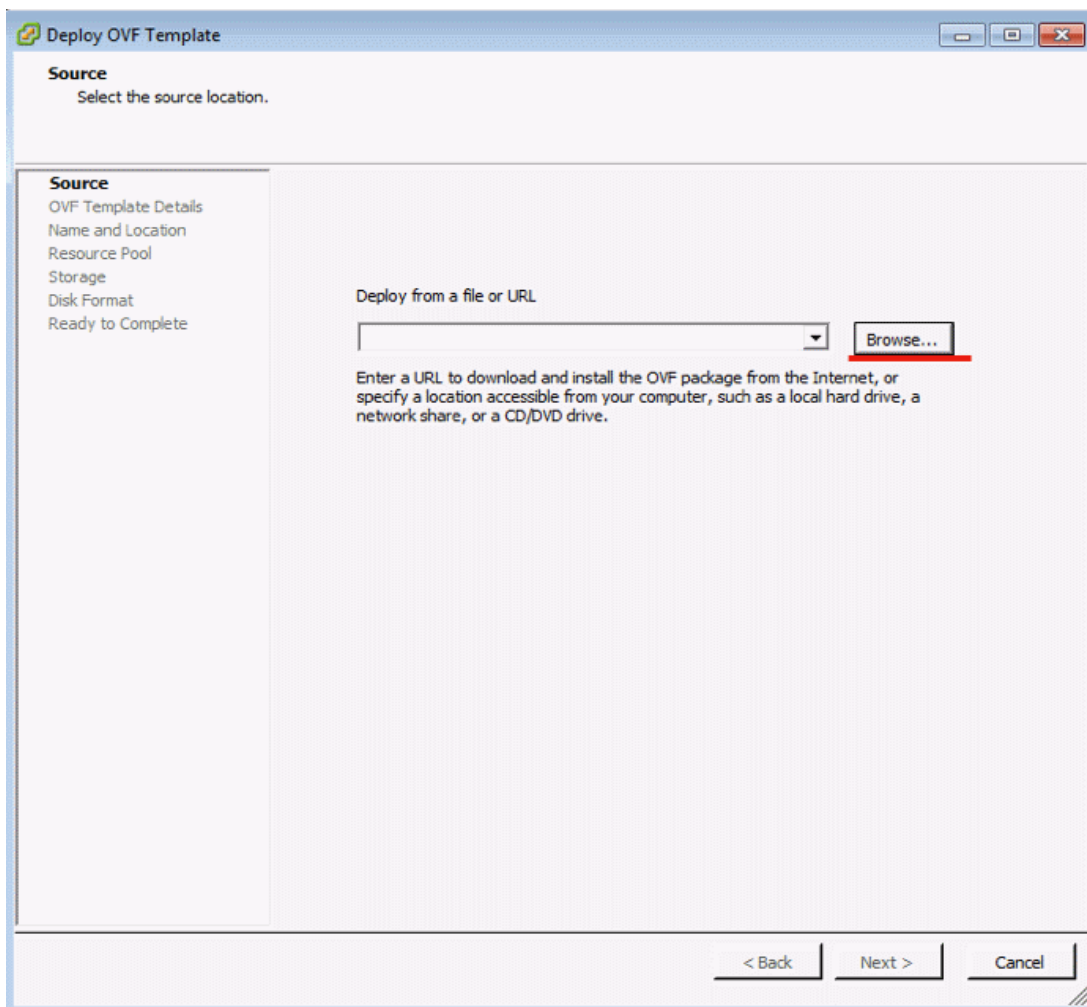 Deploy OVF Template
Source
Select the source location.
Source
OVF Template Details
Name and Location
Resource Pool
Storage
Disk Format
Ready to Complete
Deploy from a file or URL
Browse...
Enter a URL to download and install the OVF package from the Internet, or
specify a location accessible from your computer, such as a local hard drive, a
network share, or a CD/DVD drive.
< Back
Next >
Cancel